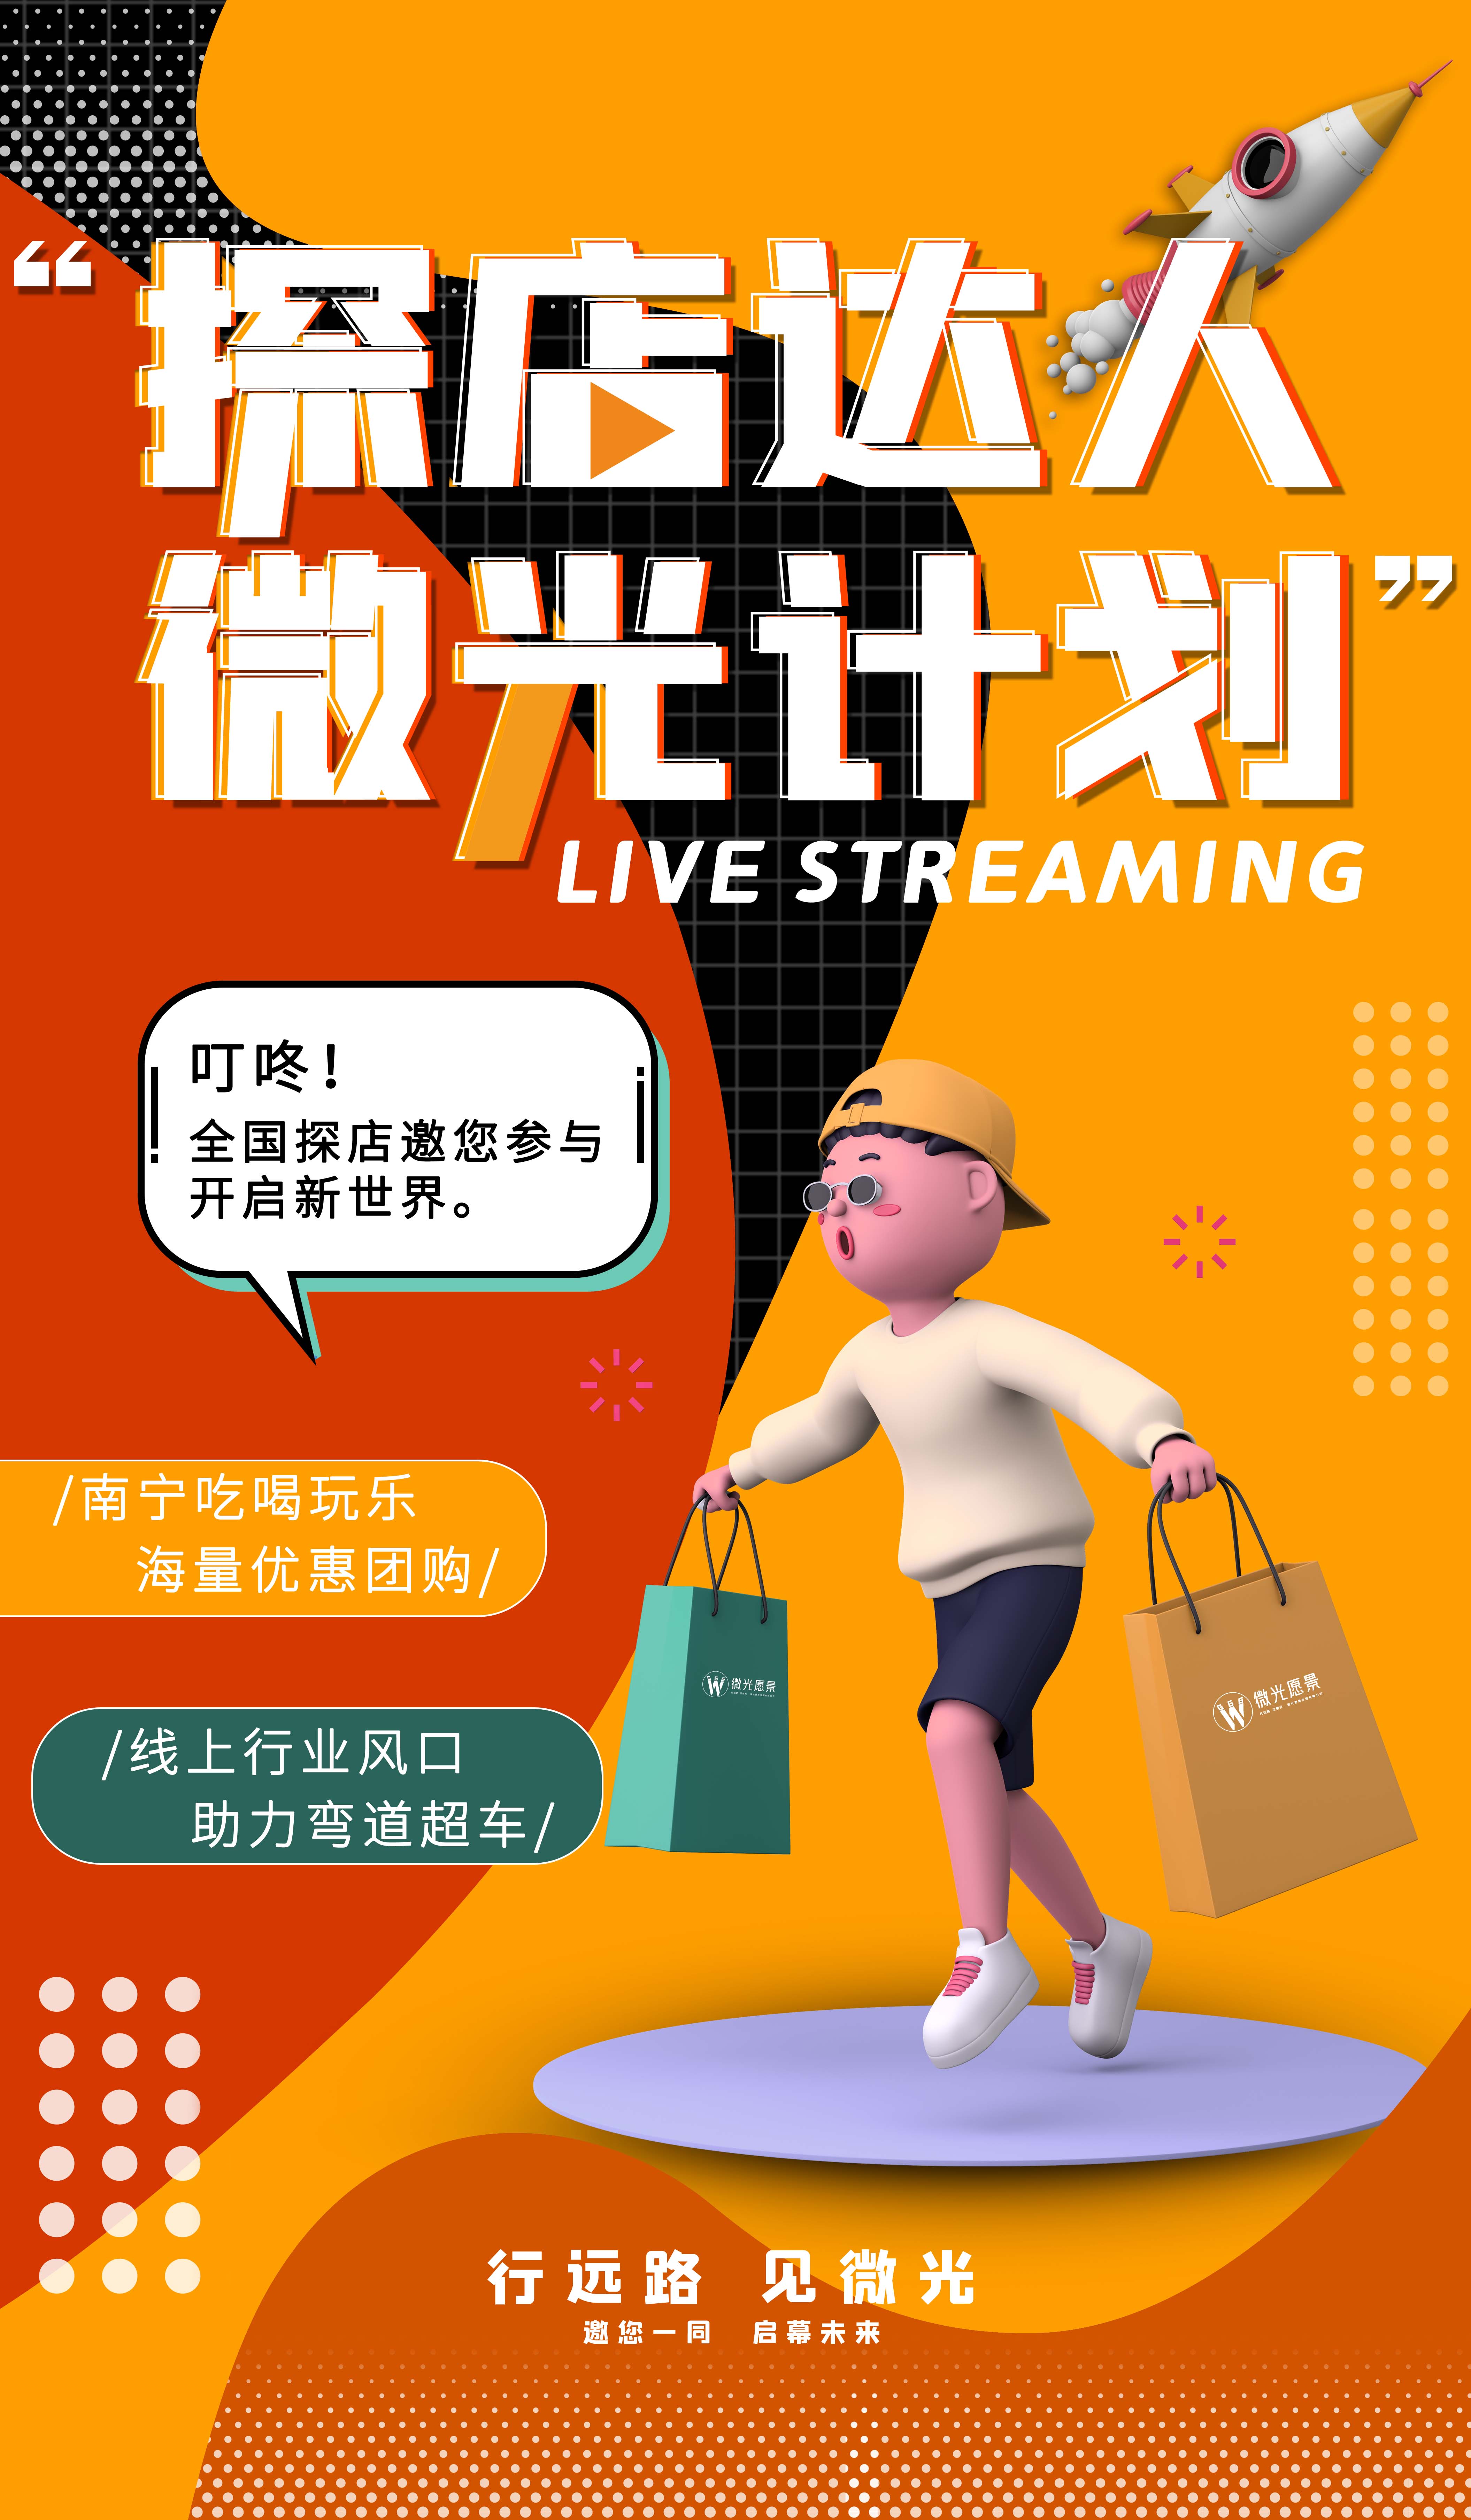 “探店达人
微光计划”
LIVE STREAMING
叮咚!
全国探店邀您参与
开启新世界。
/南宁吃喝玩乐
海量优惠团购/
微光愿景
微光愿景
/线上行业风口
助力弯道超车/
行远路 见微光
邀您一同 启幕未来